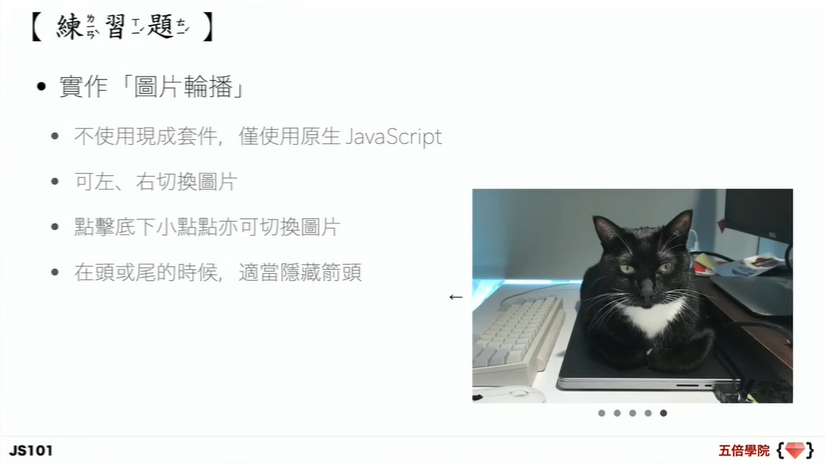 【練習題】
實作「圖片輪播」
不使用現成套件，僅使用原生 JavaScript
可左、右切換圖片
點擊底下小點點亦可切換圖片
在頭或尾的時候，適當隱藏箭頭
←
JS101
五倍學院